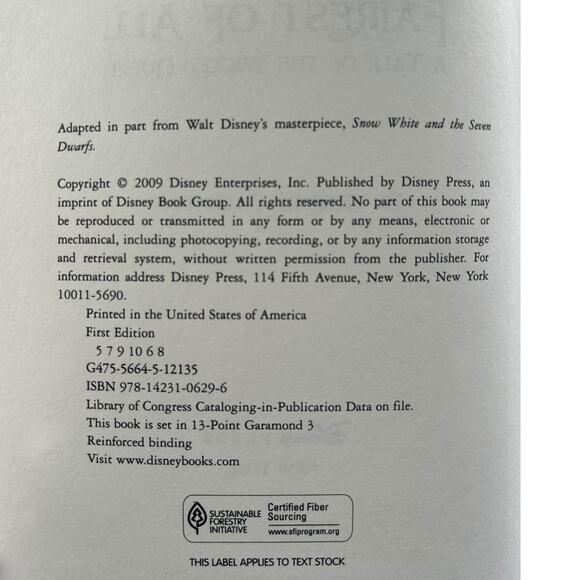 Adapted in part from Walt Disney's masterpiece, Snow White and the Seven
Dwarfs.
Copyright © 2009 Disney Enterprises, Inc. Published by Disney Press, an
imprint of Disney Book Group. All rights reserved. No part of this book may
be reproduced or transmitted in any form or by any means, electronic or
mechanical, including photocopying, recording, or by any information storage
and retrieval system, without written permission from the publisher. For
information address Disney Press, 114 Fifth Avenue, New York, New York
10011-5690.
Printed in the United States of America
First Edition
5 7 9 10 6 8
G475-5664-5-12135
ISBN 978-14231-0629-6
Library of Congress Cataloging-in-Publication Data on file.
This book is set in 13-Point Garamond 3
Reinforced binding
Visit www.disneybooks.com
SUSTAINABLE
FORESTRY
INITIATIVE
Certified Fiber
Sourcing
www.sfiprogram.org
THIS LABEL APPLIES TO TEXT STOCK